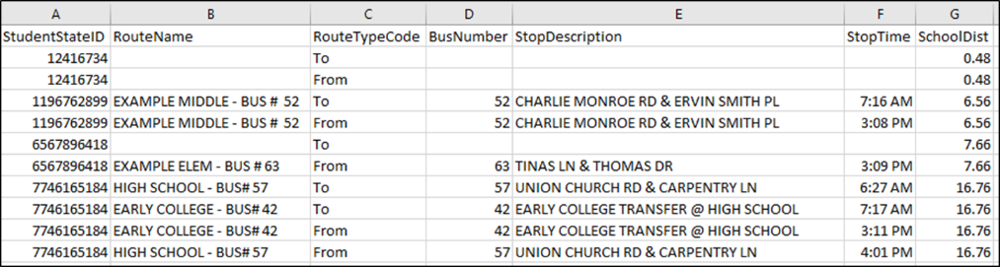 A B C D E F G
StudentStateID RouteName RouteTypeCode BusNumber StopDescription StopTime SchoolDist
12416734 To 0.48
12416734 From 0.48
1196762899 EXAMPLE MIDDLE - BUS # 52 To 52 CHARLIE MONROE RD & ERVIN SMITH PL 7:16 AM 6.56
1196762899 EXAMPLE MIDDLE - BUS # 52 From 52 CHARLIE MONROE RD & ERVIN SMITH PL 3:08 PM 6.56
6567896418 To 7.66
6567896418 EXAMPLE ELEM - BUS # 63 From 63 TINAS LN & THOMAS DR 3:09 PM 7.66
7746165184 HIGH SCHOOL - BUS# 57 To 57 UNION CHURCH RD & CARPENTRY LN 6:27 AM 16.76
7746165184 EARLY COLLEGE - BUS# 42 To 42 EARLY COLLEGE TRANSFER @ HIGH SCHOOL 7:17 AM 16.76
7746165184 EARLY COLLEGE - BUS# 42 From 42 EARLY COLLEGE TRANSFER @ HIGH SCHOOL 3:11 PM 16.76
7746165184 HIGH SCHOOL - BUS# 57 From 57 UNION CHURCH RD & CARPENTRY LN 4:01 PM 16.76